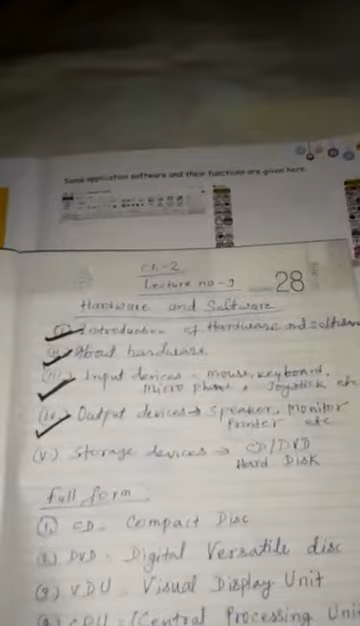 Some application software and their functions are given here.
Ch-2
Lecture no-9
28
Hardware and Software
(i) Introduction of Hardware and software
(ii) About hardware
(iii) Input devices - mouse, keyboard,
Micro phone, Joystick etc
(iv) Output devices → Speaker, Monitor
Printer etc
(v) Storage devices → CD/DVD
Hard Disk
Full form
(1) CD - Compact Disc
(2) DVD - Digital Versatile disc
(3) VDU - Visual Display Unit
CPU - (Central Processing Unit